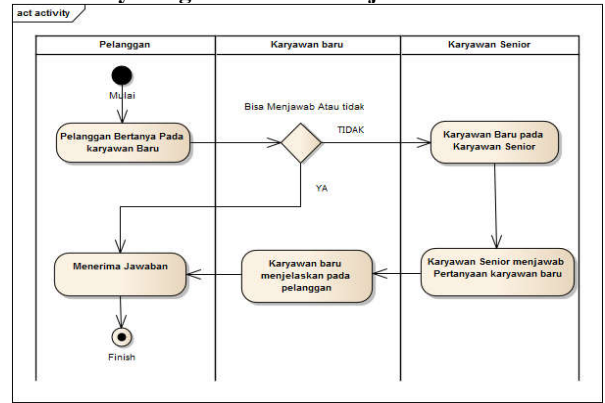 act activity
Pelanggan
Karyawan baru
Karyawan Senior
Mulai
Bisa Menjawab Atau tidak
Pelanggan Bertanya Pada
karyawan Baru
TIDAK
Karyawan Baru pada
Karyawan Senior
YA
Menerima Jawaban
Karyawan baru
menjelaskan pada
pelanggan
Karyawan Senior menjawab
Pertanyaan karyawan baru
Finish